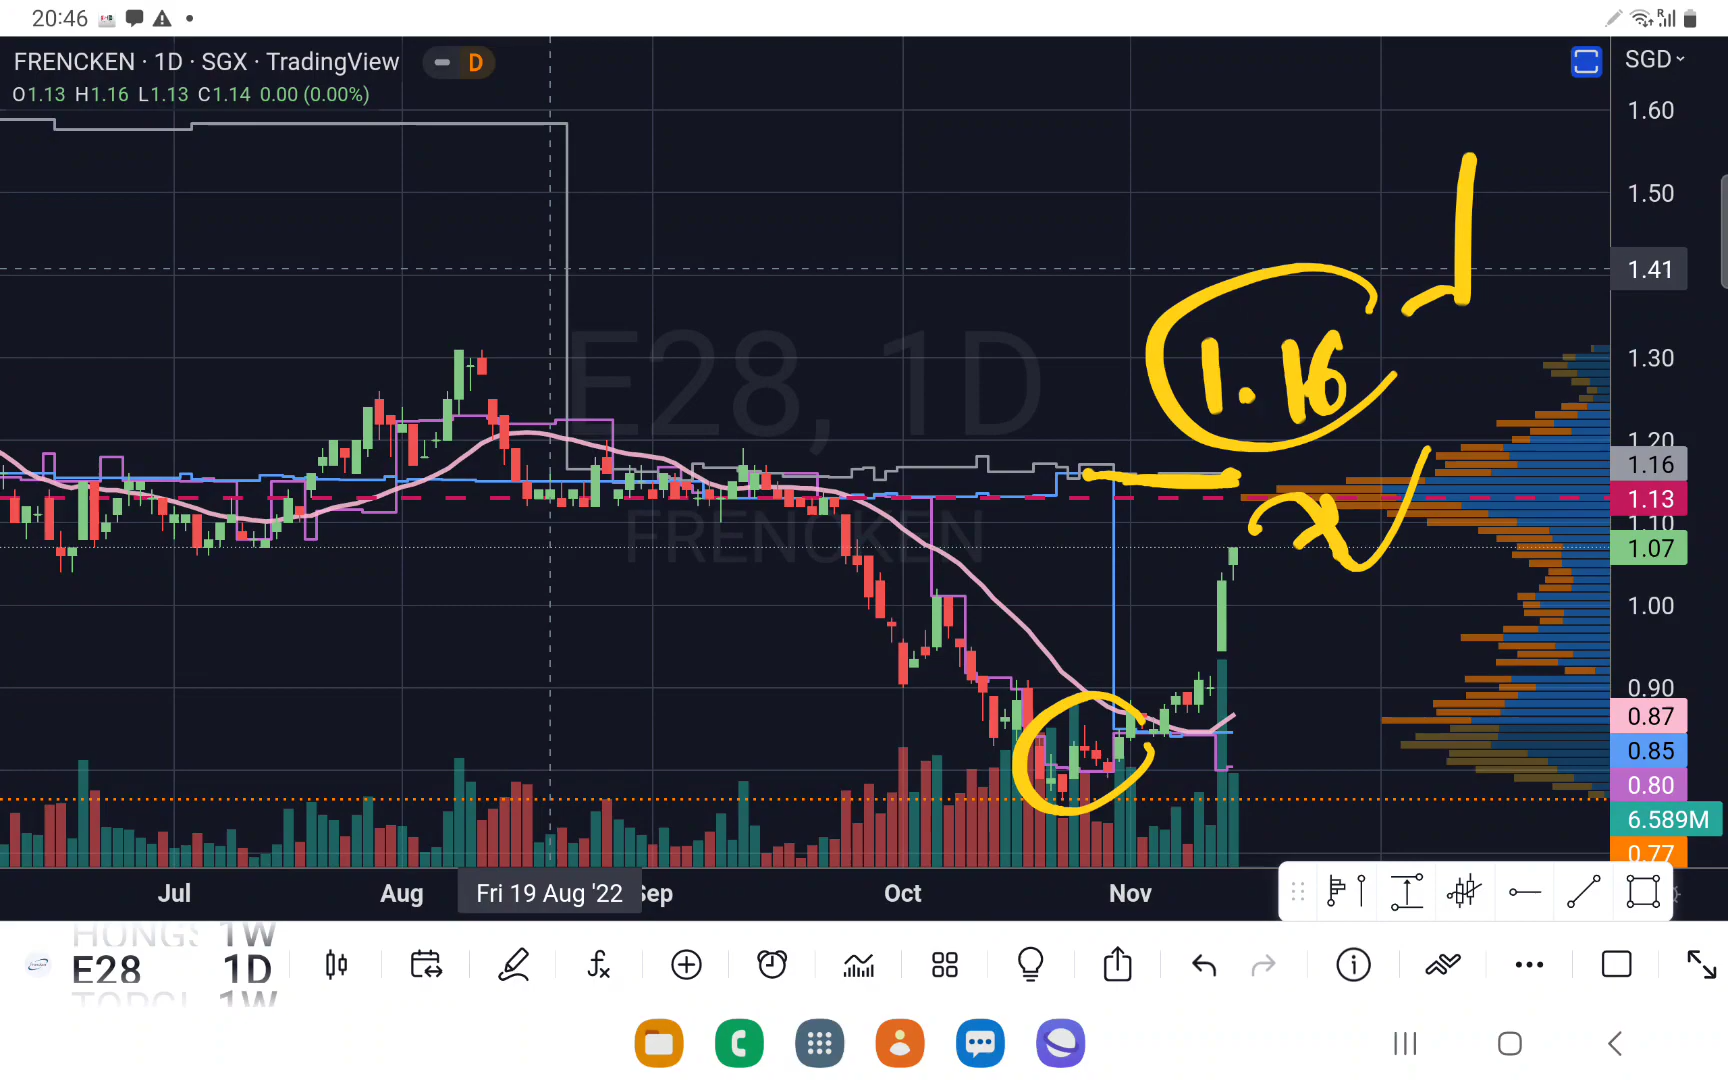 20:46
FRENCKEN · 1D · SGX · TradingView
D
SGD
O1.13 H1.16 L1.13 C1.14 0.00 (0.00%)
1.60
1.50
1.41
1.30
1.20
1.16
1.13
1.10
1.07
1.00
0.90
0.87
0.85
0.80
6.589M
0.77
1.16
E28, 1D
FRENCKEN
Jul
Aug
Fri 19 Aug '22
Sep
Oct
Nov
HONGS 1W
E28 1D
1W